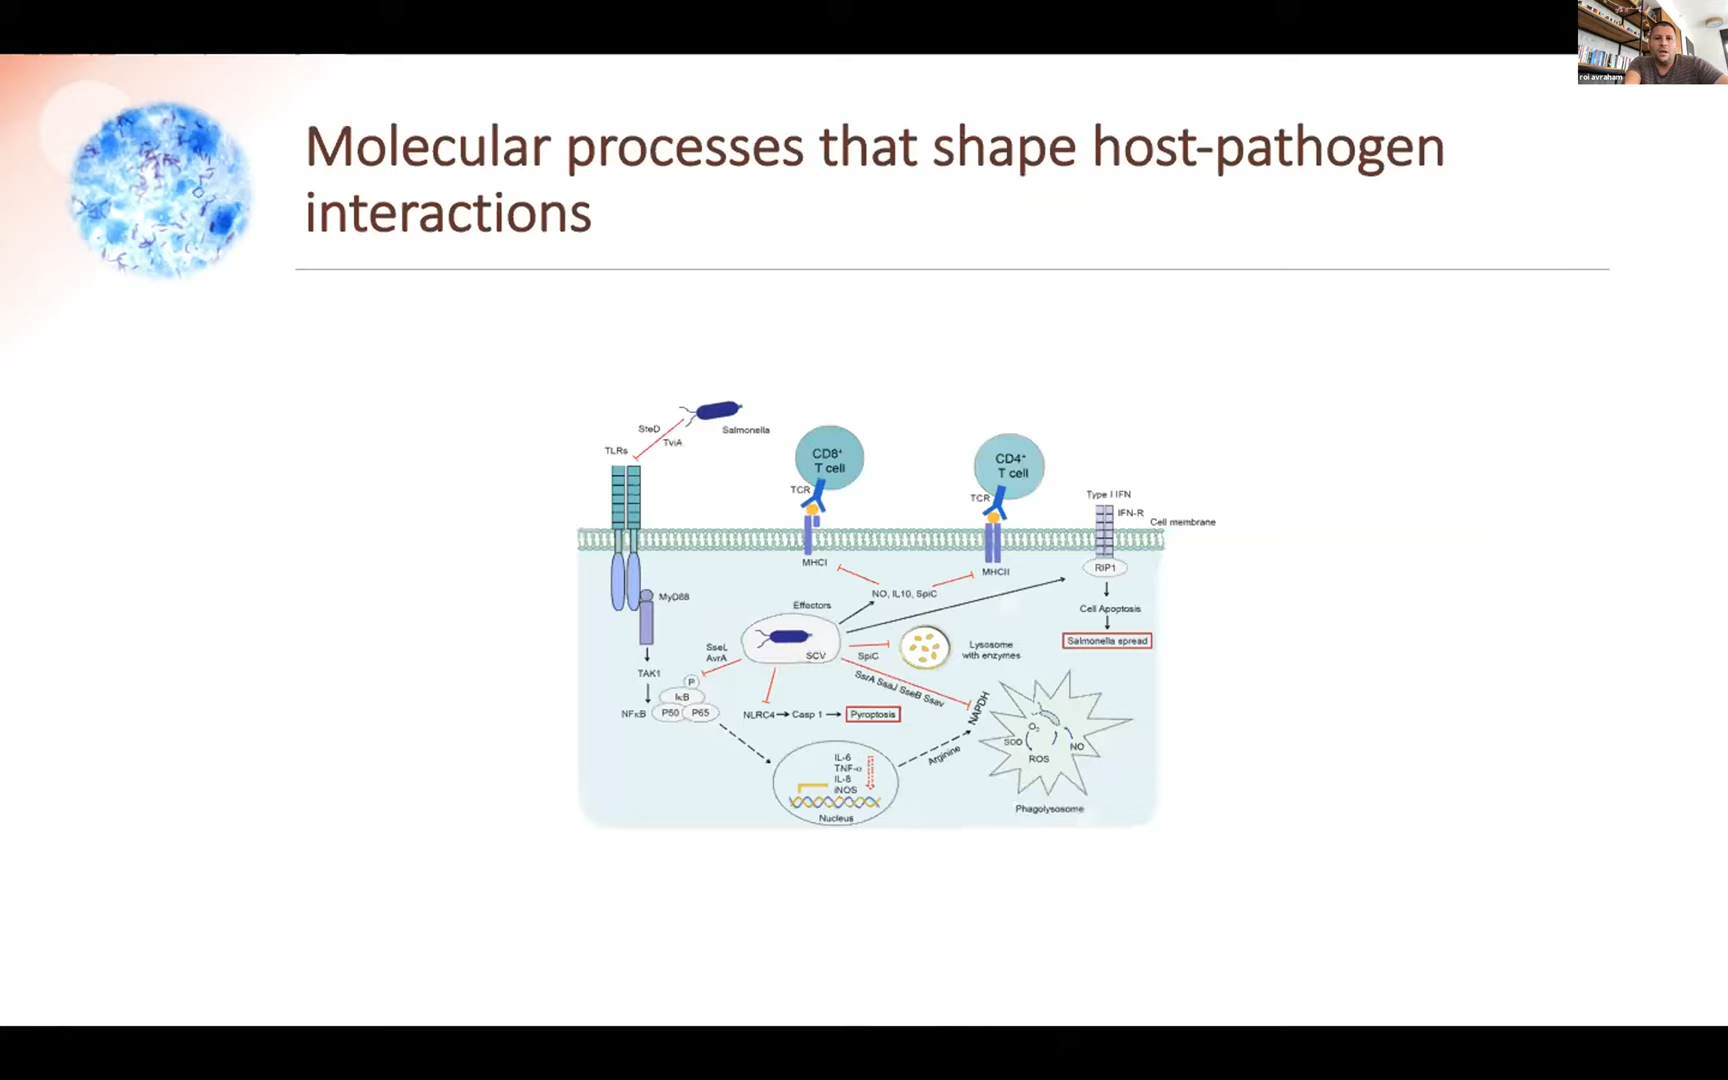 roi avraham
Molecular processes that shape host-pathogen
interactions
SteD
TviA
Salmonella
TLRs
CD8+
T cell
TCR
CD4+
T cell
TCR
Type I IFN
IFN-R
Cell membrane
MHCI
MHCII
RIP1
MyD88
NO, IL10, SpiC
Effectors
Cell Apoptosis
Salmonella spread
SseL
AvrA
SCV
SpiC
Lysosome
with enzymes
SsrA SsaJ SseB Ssav
TAK1
P
IκB
NFκB
P50
P65
NLRC4
Casp 1
Pyroptosis
NAPDH
O2
SOD
NO
ROS
Arginine
IL-6
TNF-α
IL-8
iNOS
Nucleus
Phagolysosome